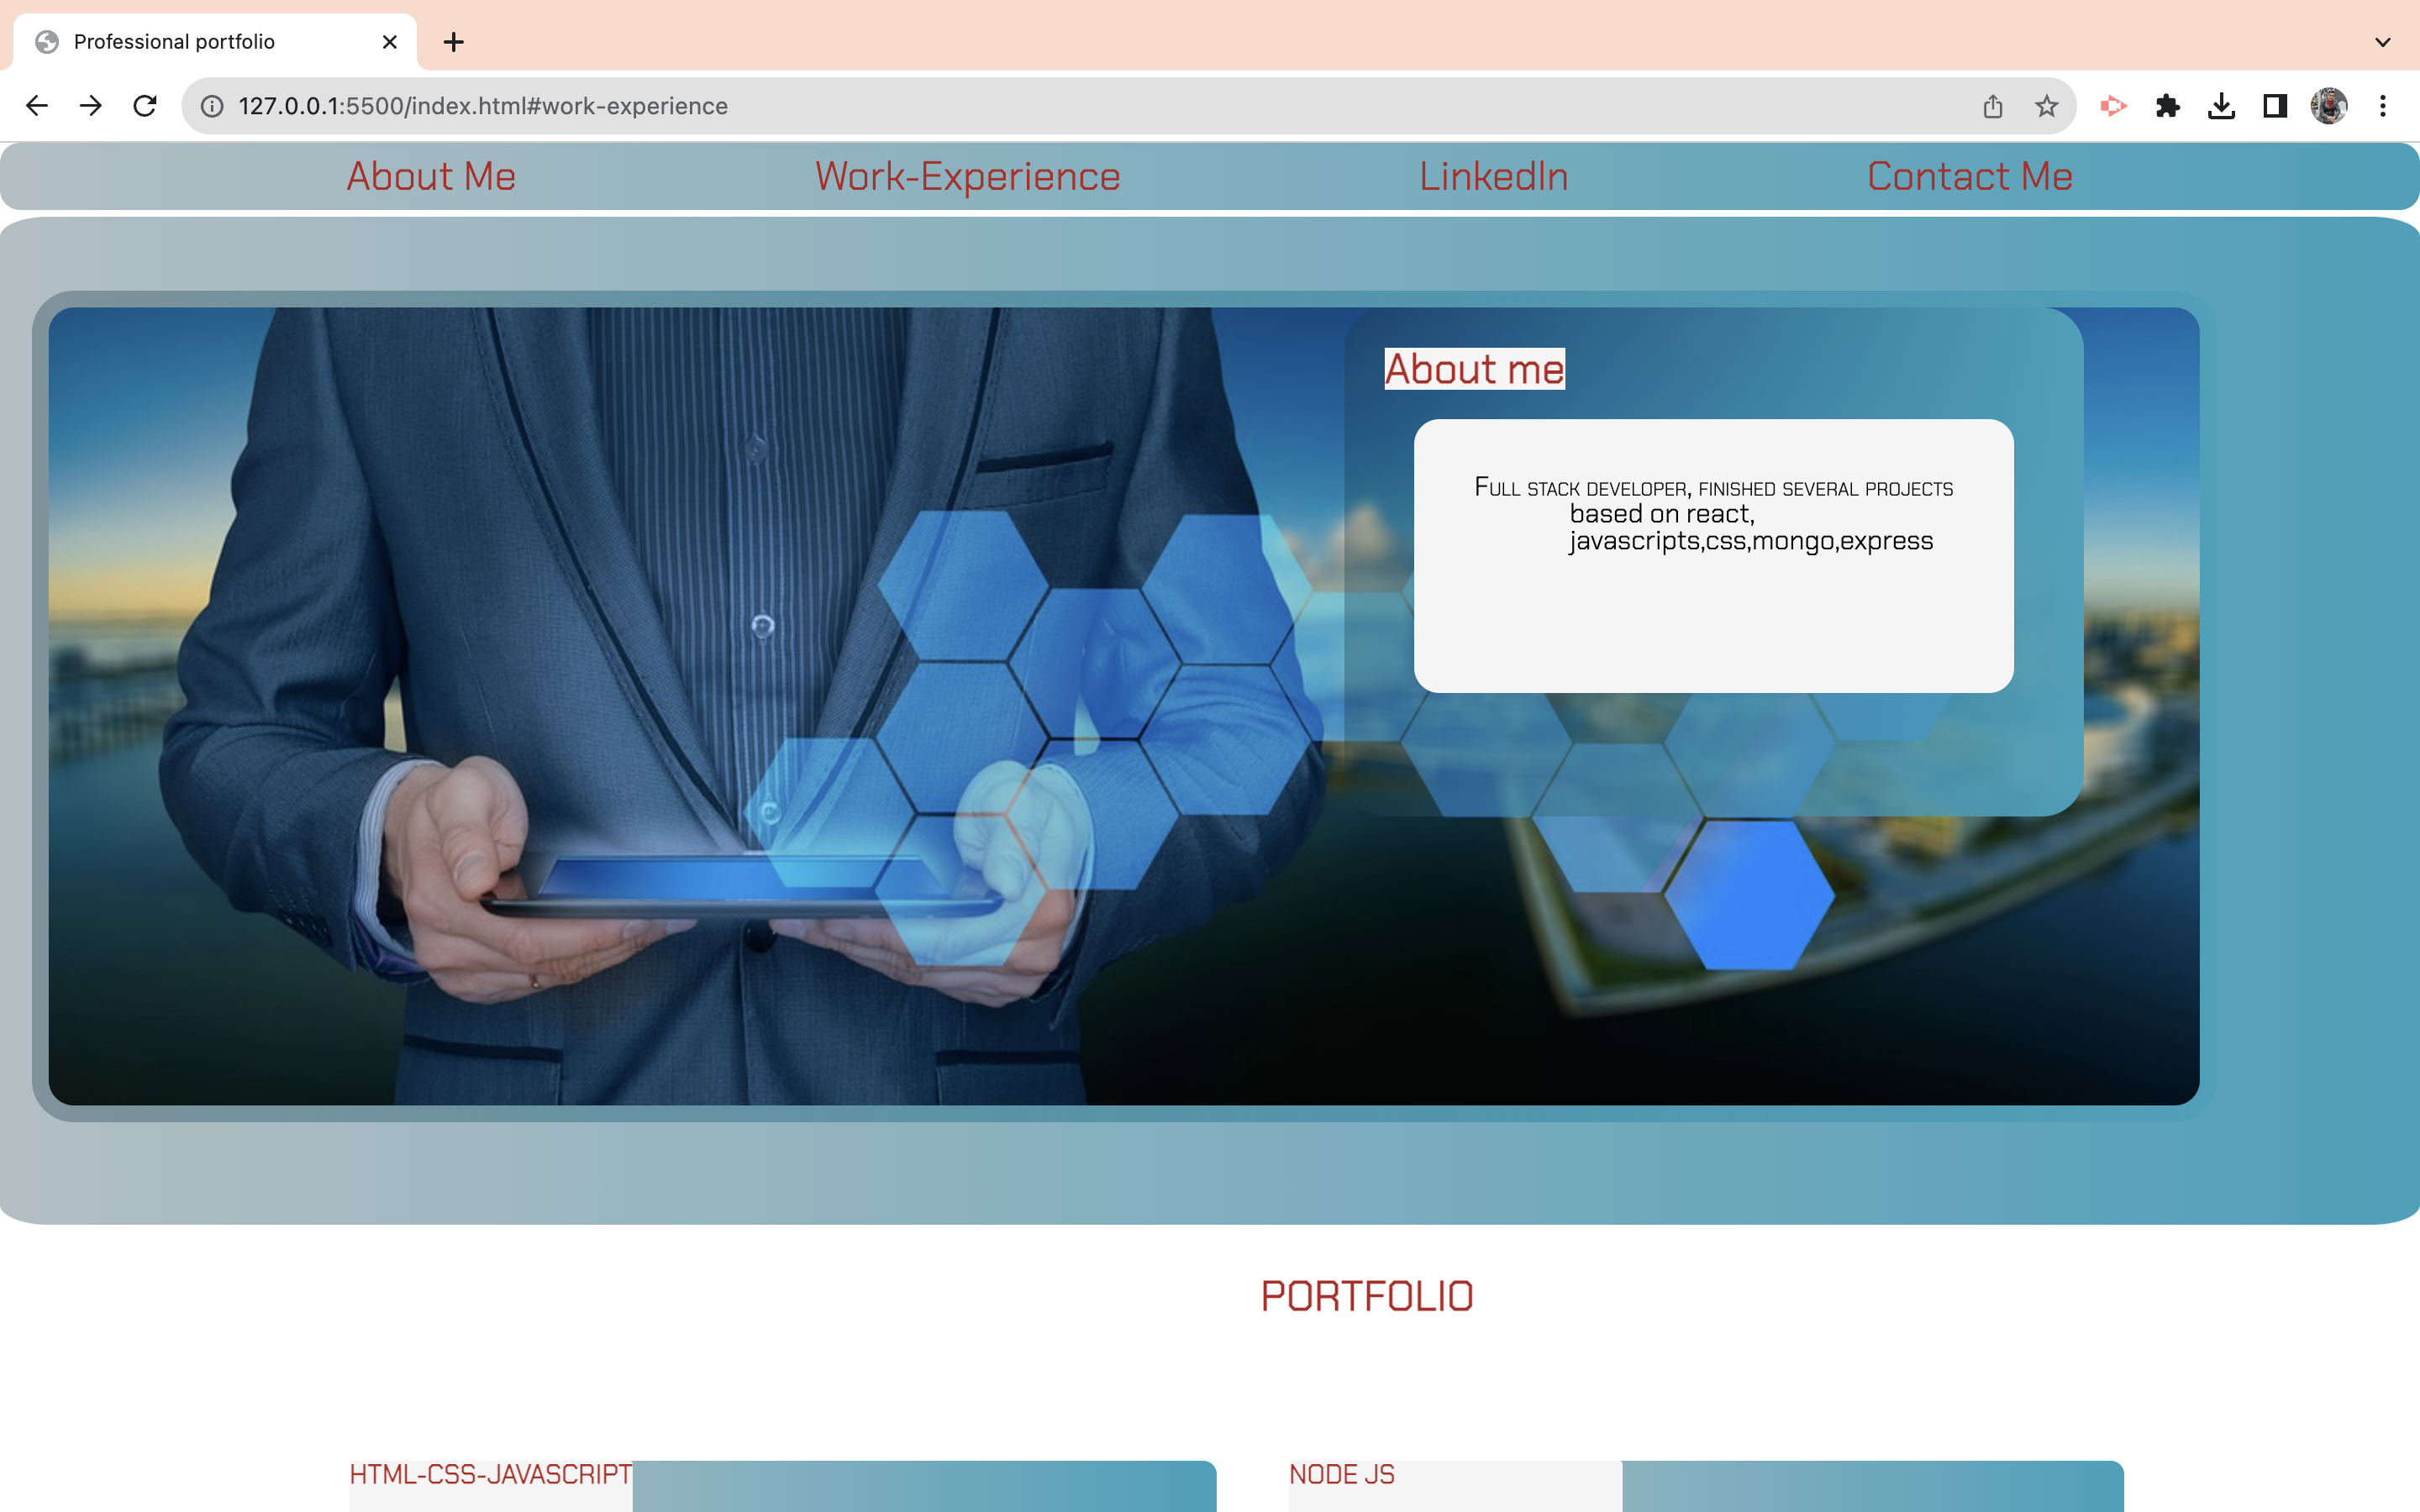 Professional portfolio
127.0.0.1:5500/index.html#work-experience
About Me Work-Experience LinkedIn Contact Me
About me
Full stack developer, finished several projects
based on react,
javascripts,css,mongo,express
PORTFOLIO
HTML-CSS-JAVASCRIPT NODE JS